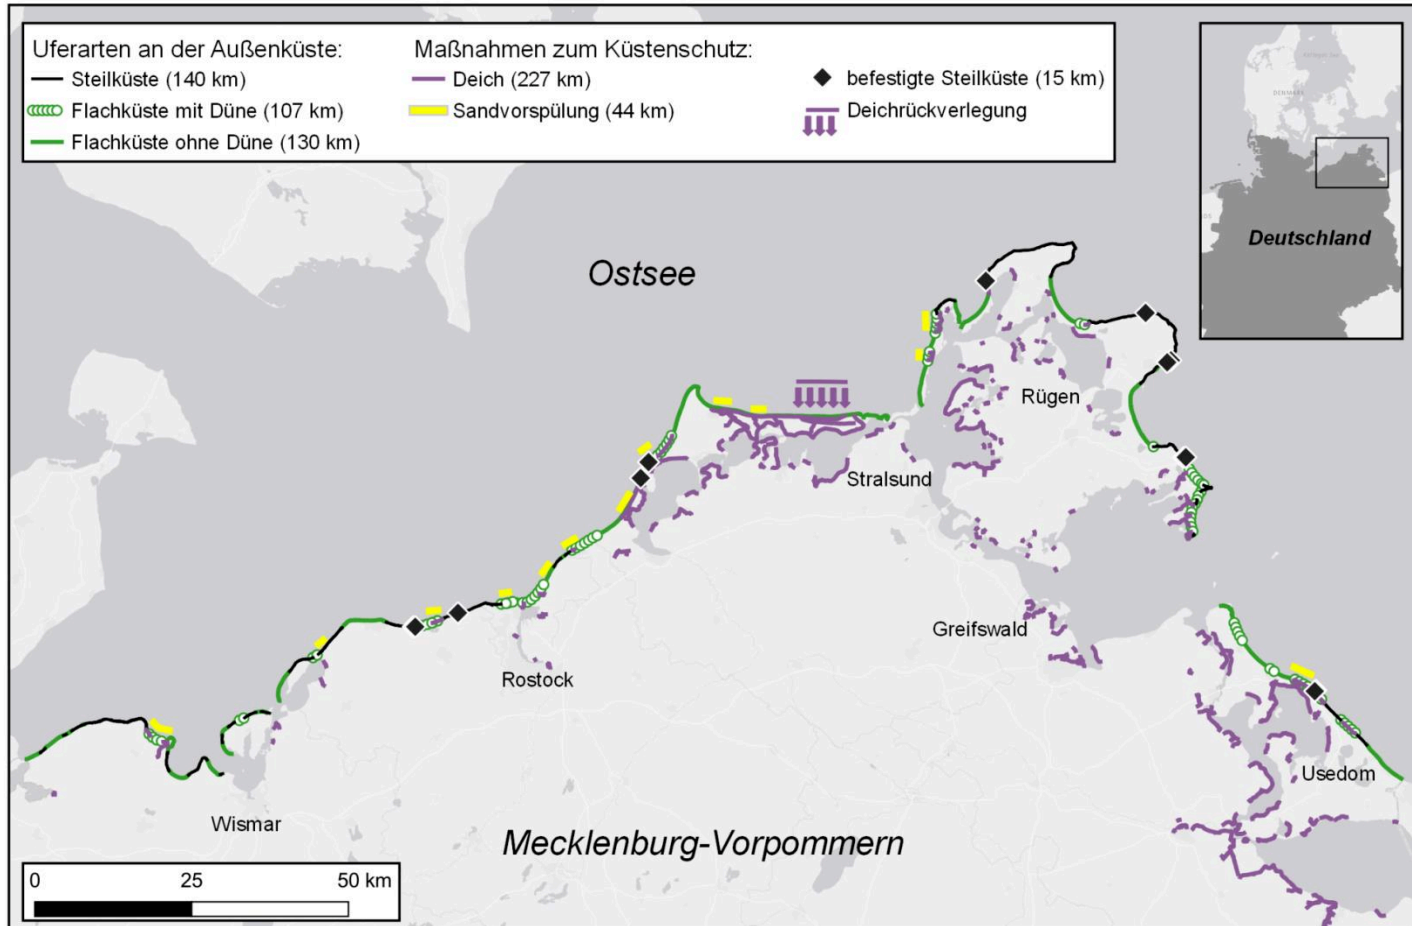 Uferarten an der Außenküste:
Steilküste (140 km)
Flachküste mit Düne (107 km)
Flachküste ohne Düne (130 km)
Maßnahmen zum Küstenschutz:
Deich (227 km)
Sandvorspülung (44 km)
befestigte Steilküste (15 km)
Deichrückverlegung
DENMARK
Deutschland
Ostsee
Rügen
Stralsund
Greifswald
Rostock
Usedom
Wismar
Mecklenburg-Vorpommern
0 25 50 km